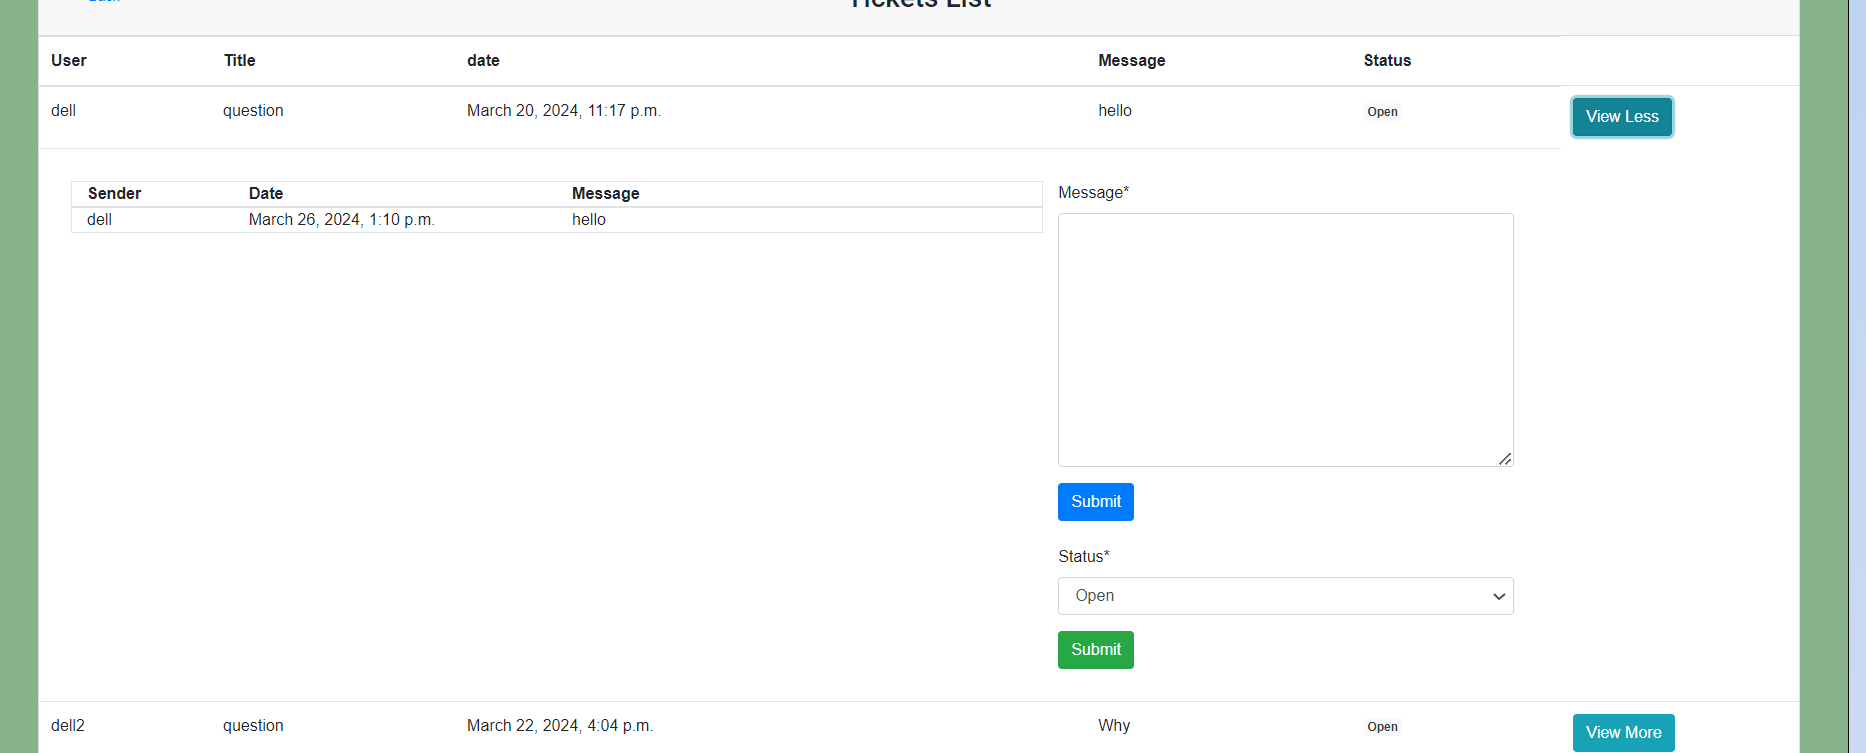 Tickets List
User Title date Message Status
dell question March 20, 2024, 11:17 p.m. hello Open View Less
Sender Date Message
dell March 26, 2024, 1:10 p.m. hello
Message*
Submit
Status*
Open
Submit
dell2 question March 22, 2024, 4:04 p.m. Why Open View More